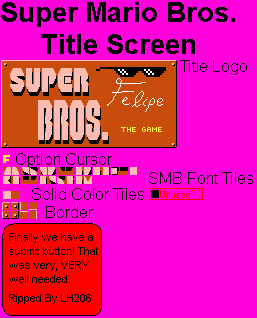 Super Mario Bros.
Title Screen
Title Logo
SUPER
Felipe
BROS.
THE GAME
F Option Cursor
SMB Font Tiles
Solid Color Tiles
Unused?
Border
Finally we have a
submit button! That
was very, VERY
well needed.
Ripped By LH206